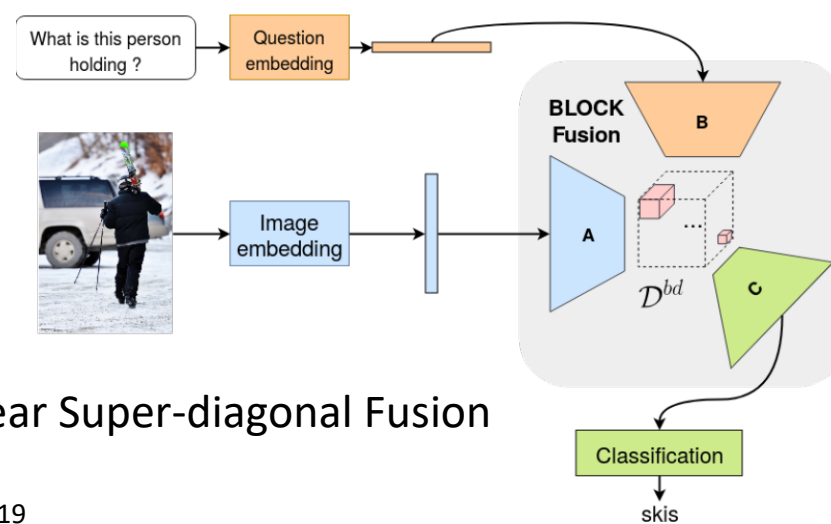 What is this person
holding ?
Question
embedding
BLOCK
Fusion
B
A
Image
embedding
...
𝒟^{bd}
C
ear Super-diagonal Fusion
Classification
19
skis